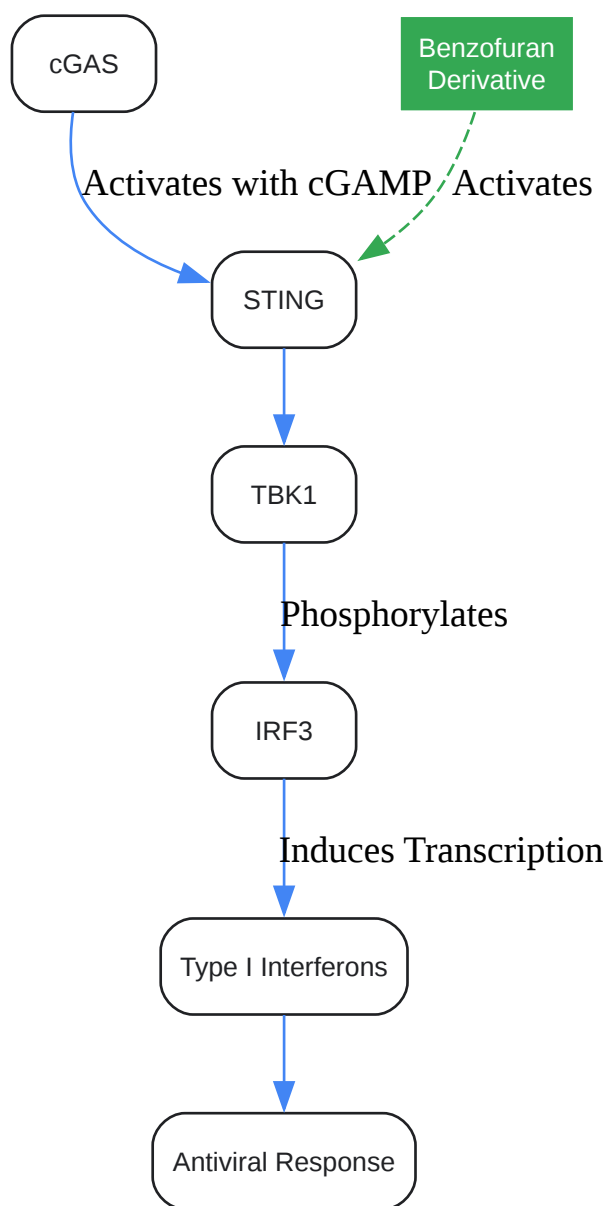 cGAS
Benzofuran
Derivative
Activates with cGAMP
Activates
STING
TBK1
Phosphorylates
IRF3
Induces Transcription
Type I Interferons
Antiviral Response